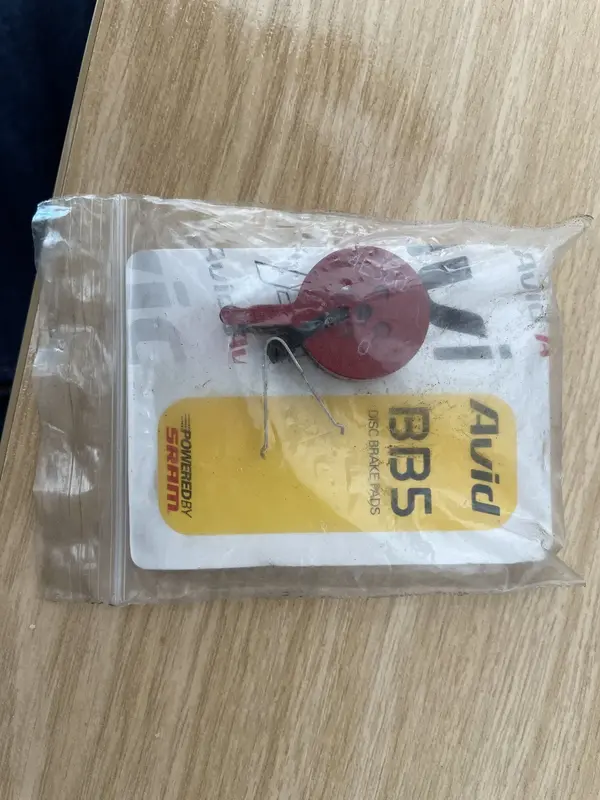 Avid
BB5
DISC BRAKE PADS
POWERED BY
SRAM